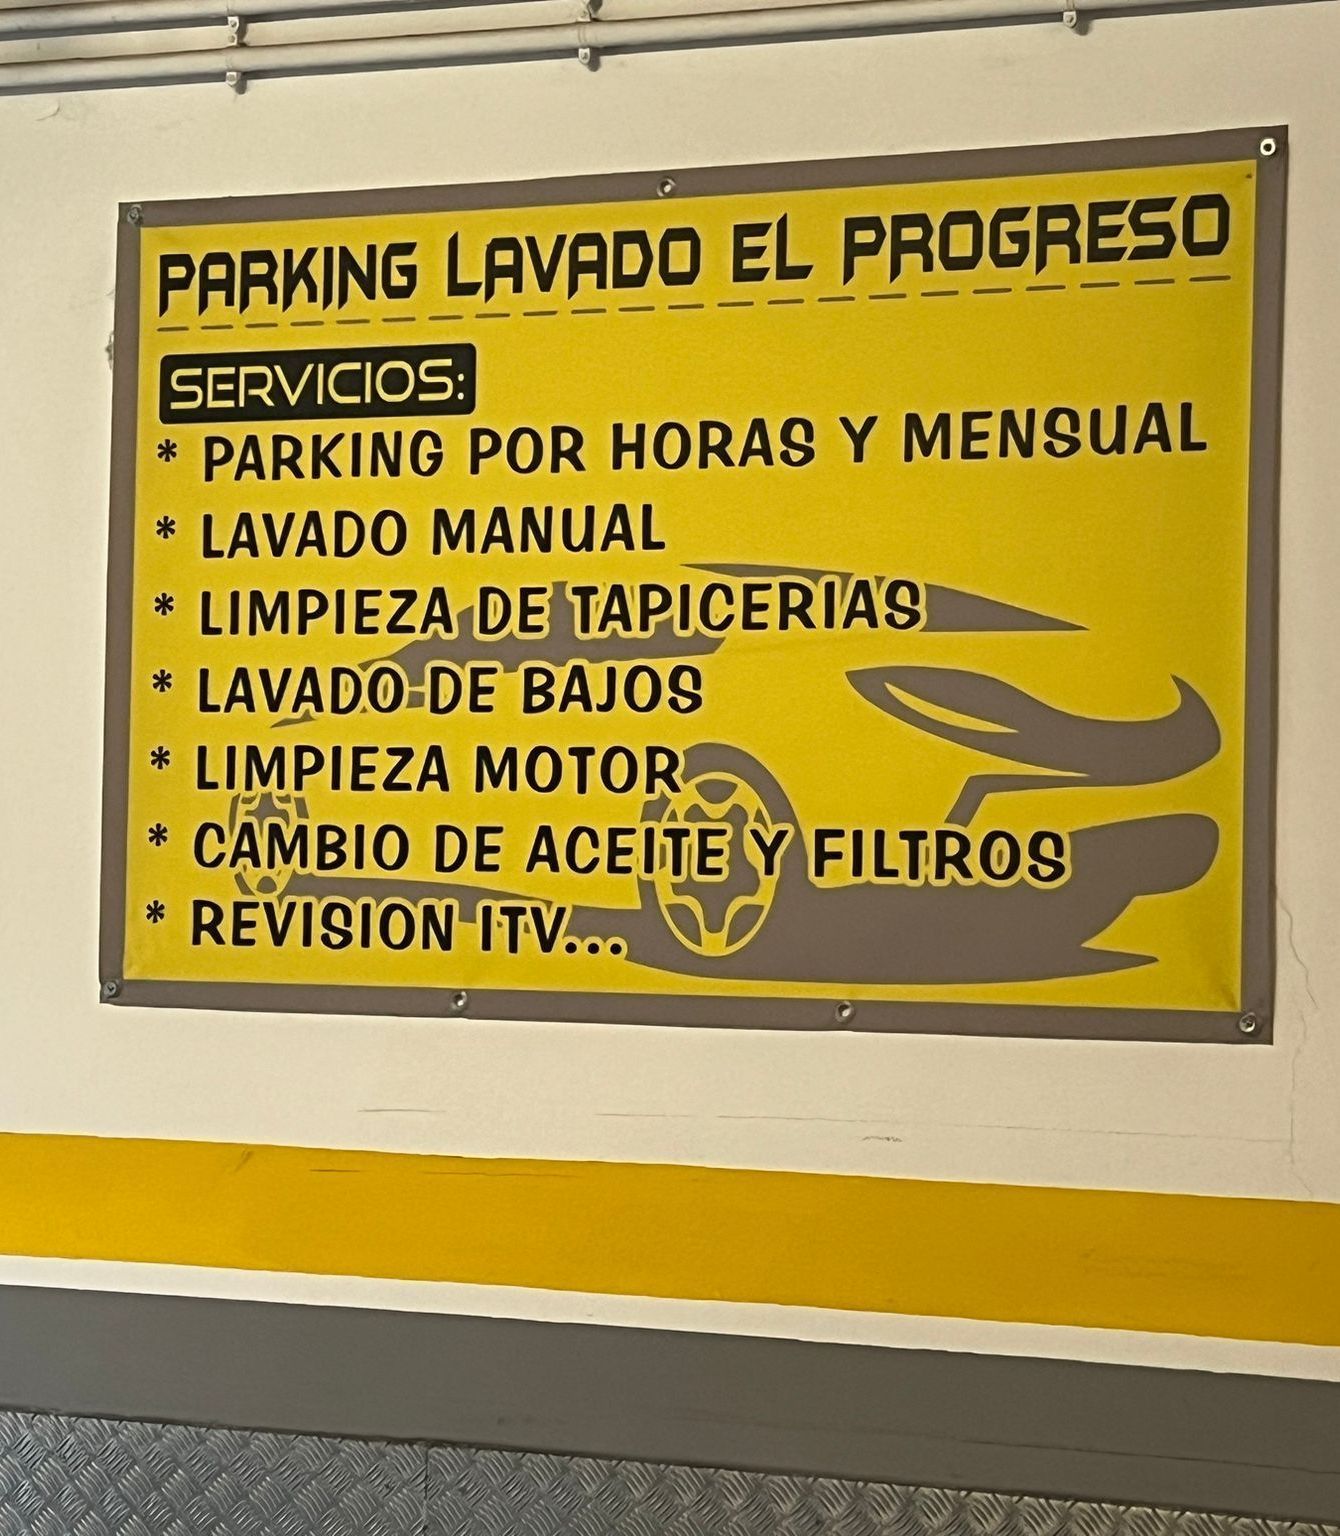 PARKING LAVADO EL PROGRESO
SERVICIOS:
* PARKING POR HORAS Y MENSUAL
* LAVADO MANUAL
* LIMPIEZA DE TAPICERIAS
* LAVADO DE BAJOS
* LIMPIEZA MOTOR
* CAMBIO DE ACEITE Y FILTROS
* REVISION ITV...